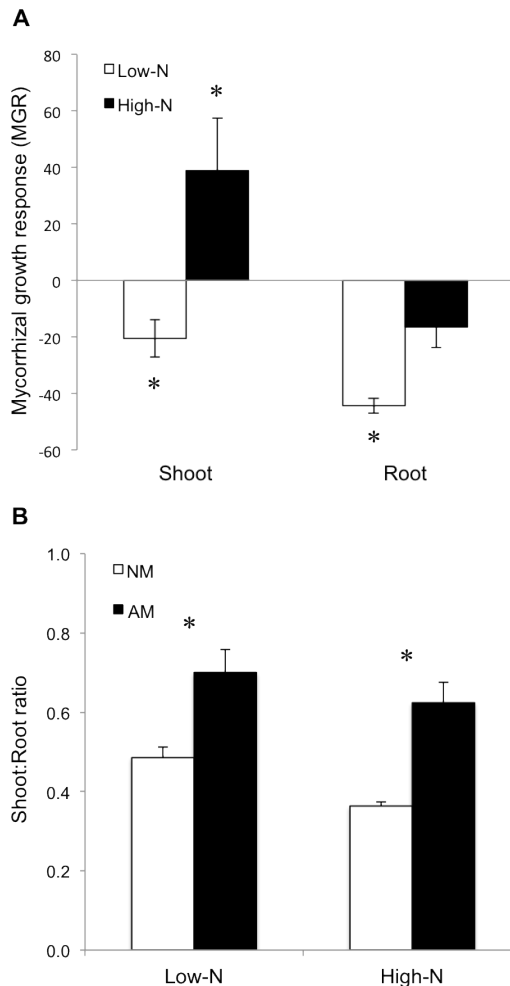 A
Mycorrhizal growth response (MGR)
80
60
40
20
0
-20
-40
-60
Low-N
High-N
*
*
*
Shoot
Root
B
Shoot:Root ratio
1.0
0.8
0.6
0.4
0.2
0.0
NM
AM
*
*
Low-N
High-N